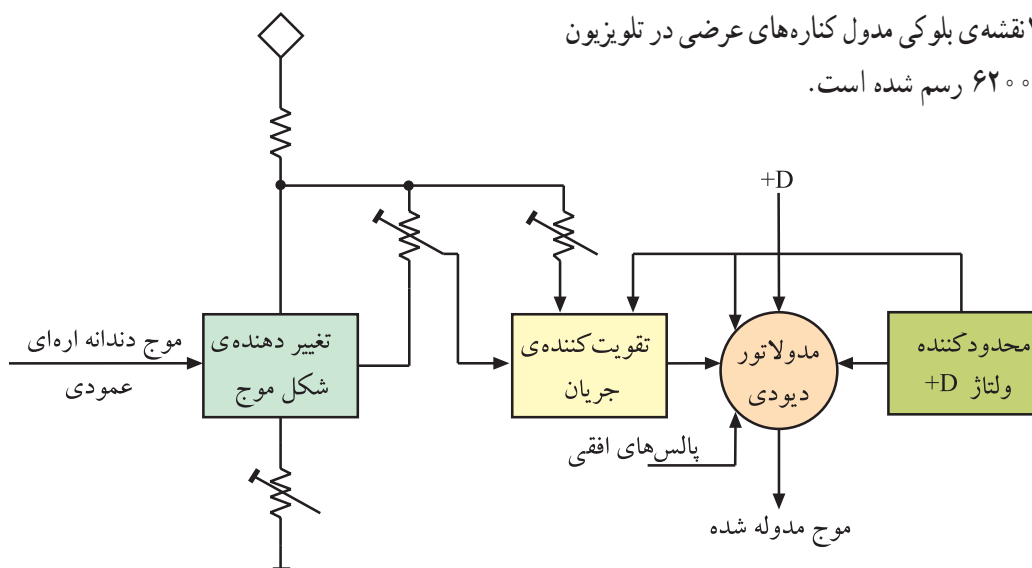 نقشه‌ی بلوکی مدول کناره‌های عرضی در تلویزیون
۶۲۰۰ رسم شده است.
+D
موج دندانه اره‌ای
عمودی
تغییر دهنده‌ی
شکل موج
تقویت‌کننده‌ی
جریان
مدولاتور
دیودی
محدودکننده
ولتاژ +D
پالس‌های افقی
موج مدوله شده